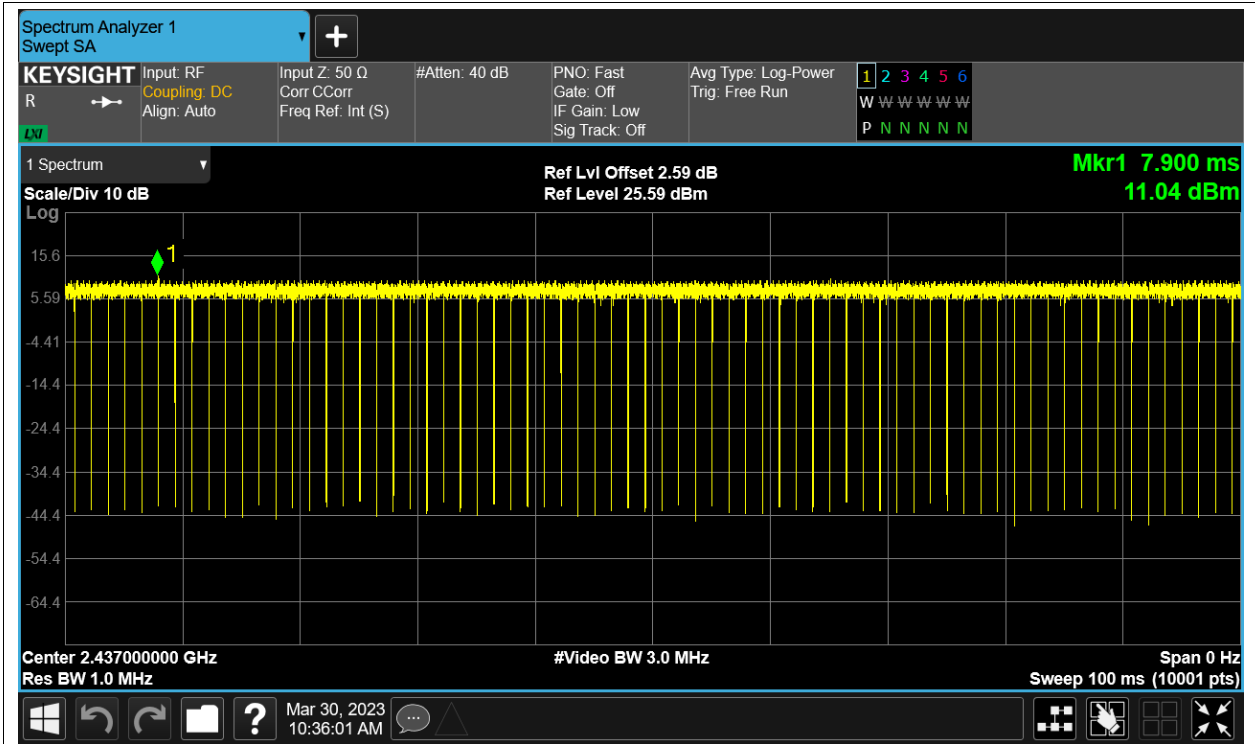 Spectrum Analyzer 1
Swept SA
+
KEYSIGHT
R
LXI
Input: RF
Coupling: DC
Align: Auto
Input Z: 50 Ω
Corr CCorr
Freq Ref: Int (S)
#Atten: 40 dB
PNO: Fast
Gate: Off
IF Gain: Low
Sig Track: Off
Avg Type: Log-Power
Trig: Free Run
1 2 3 4 5 6
W W W W W W
P N N N N N
1 Spectrum
Scale/Div 10 dB
Log
Ref Lvl Offset 2.59 dB
Ref Level 25.59 dBm
Mkr1 7.900 ms
11.04 dBm
1
15.6
5.59
-4.41
-14.4
-24.4
-34.4
-44.4
-54.4
-64.4
Center 2.437000000 GHz
Res BW 1.0 MHz
#Video BW 3.0 MHz
Span 0 Hz
Sweep 100 ms (10001 pts)
?
Mar 30, 2023
10:36:01 AM